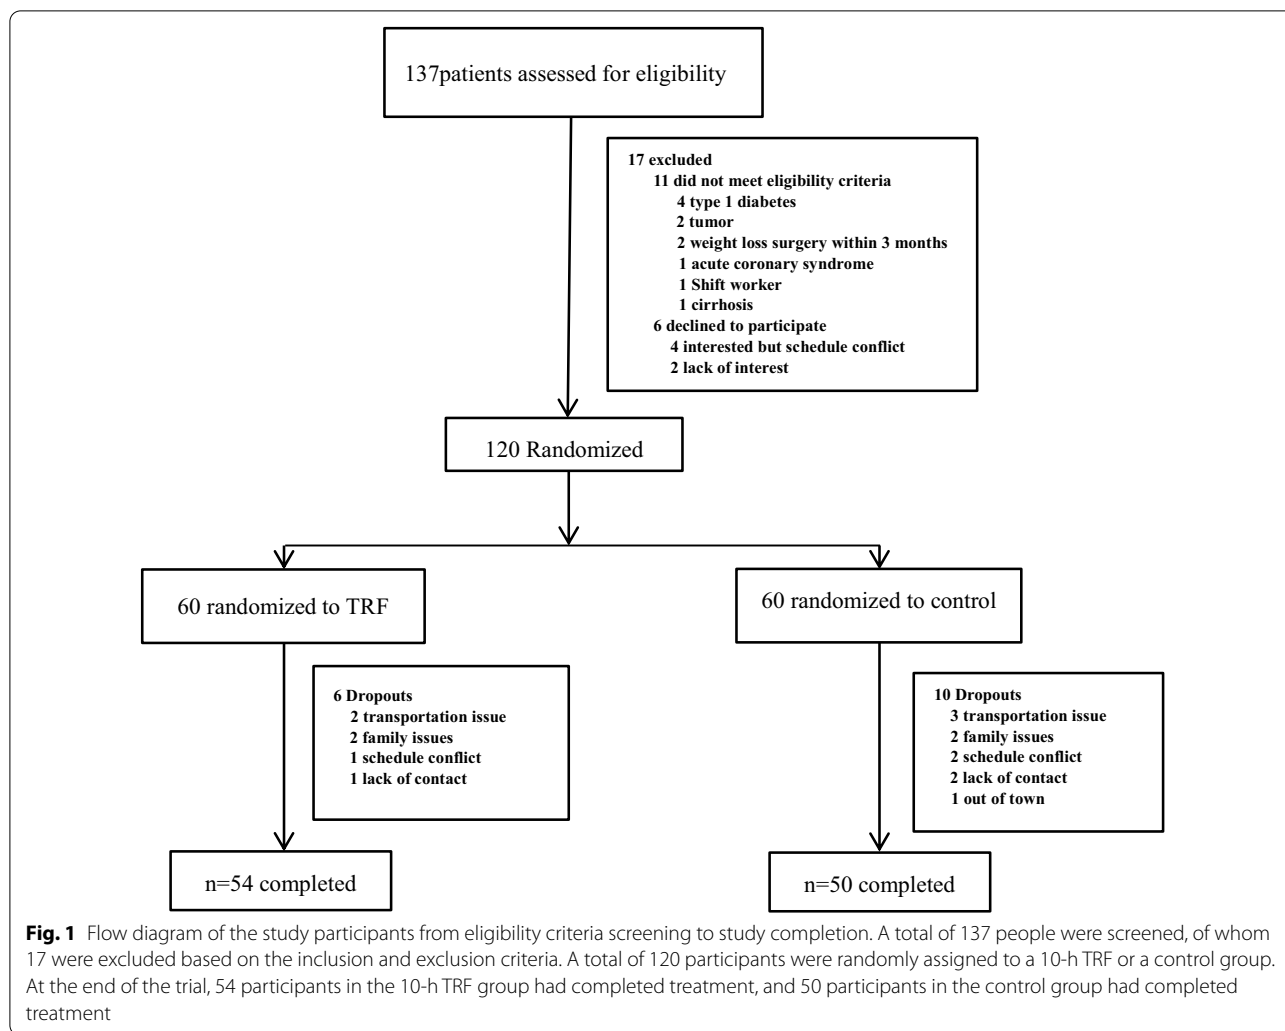 137patients assessed for eligibility
17 excluded
11 did not meet eligibility criteria
4 type 1 diabetes
2 tumor
2 weight loss surgery within 3 months
1 acute coronary syndrome
1 Shift worker
1 cirrhosis
6 declined to participate
4 interested but schedule conflict
2 lack of interest
120 Randomized
60 randomized to TRF
60 randomized to control
6 Dropouts
2 transportation issue
2 family issues
1 schedule conflict
1 lack of contact
10 Dropouts
3 transportation issue
2 family issues
2 schedule conflict
2 lack of contact
1 out of town
n=54 completed
n=50 completed
Fig. 1 Flow diagram of the study participants from eligibility criteria screening to study completion. A total of 137 people were screened, of whom
17 were excluded based on the inclusion and exclusion criteria. A total of 120 participants were randomly assigned to a 10-h TRF or a control group.
At the end of the trial, 54 participants in the 10-h TRF group had completed treatment, and 50 participants in the control group had completed
treatment